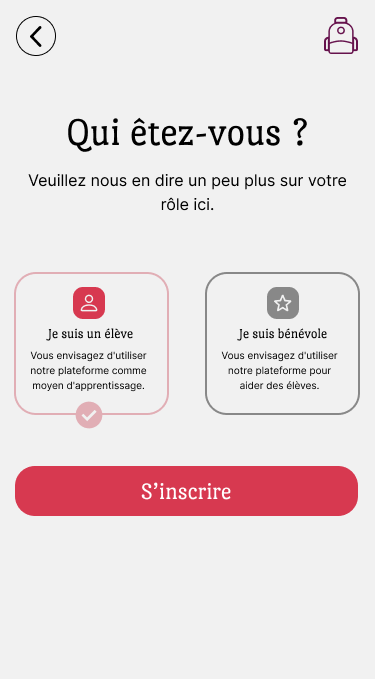 Qui êtez-vous ?
Veuillez nous en dire un peu plus sur votre
rôle ici.
Je suis un élève
Vous envisagez d'utiliser
notre plateforme comme
moyen d'apprentissage.
Je suis bénévole
Vous envisagez d'utiliser
notre plateforme pour
aider des élèves.
S'inscrire